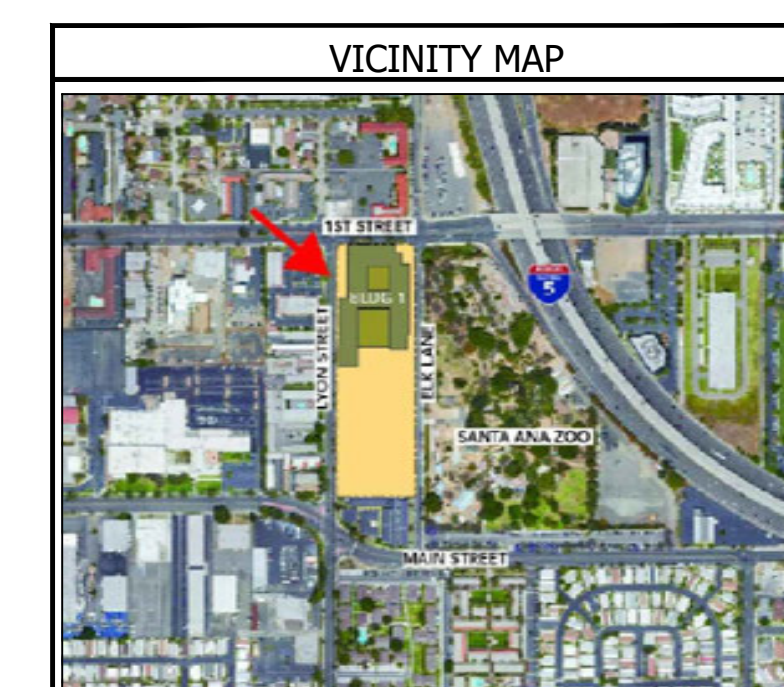 VICINITY MAP
1ST STREET
5
BLDG 1
LYON STREET
ELK LANE
SANTA ANA ZOO
MAIN STREET